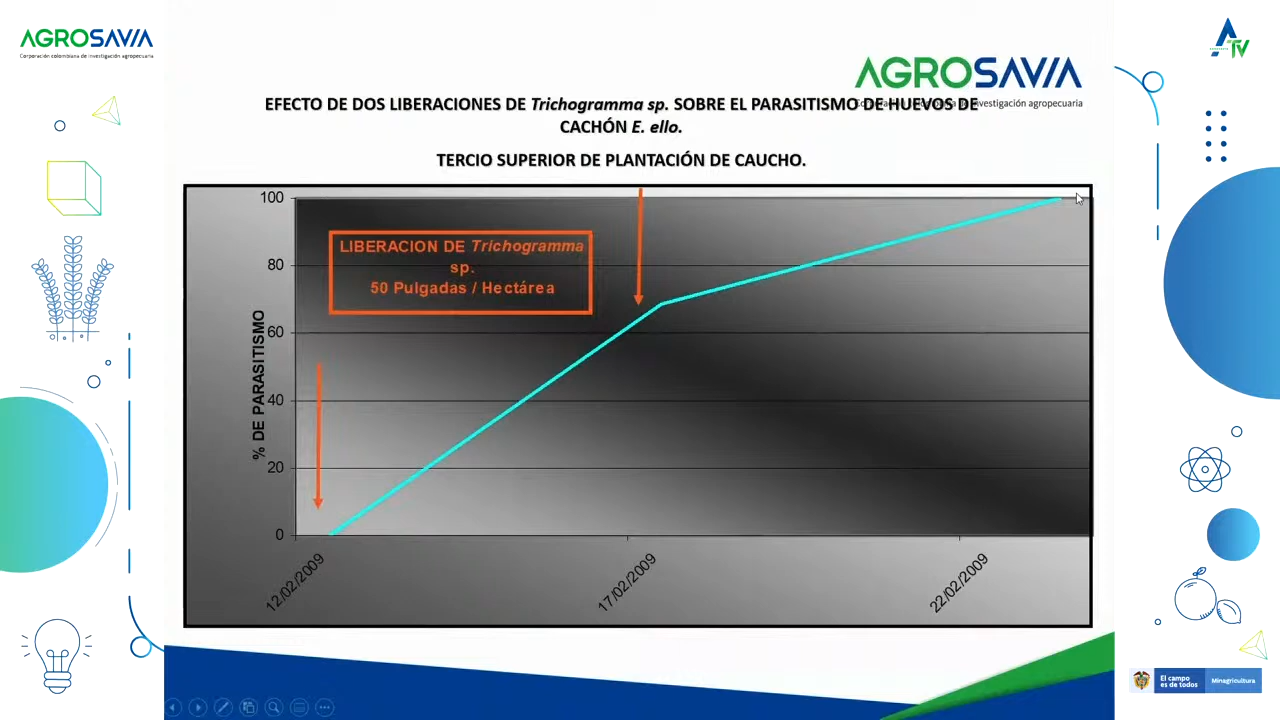 AGROSAVIA
Corporación colombiana de investigación agropecuaria
TV
AGROSAVIA
EFECTO DE DOS LIBERACIONES DE Trichogramma sp. SOBRE EL PARASITISMO DE HUEVOS DE
CACHÓN E. ello.
TERCIO SUPERIOR DE PLANTACIÓN DE CAUCHO.
LIBERACION DE Trichogramma
sp.
50 Pulgadas / Hectárea
% DE PARASITISMO
100
80
60
40
20
0
12/02/2009
17/02/2009
22/02/2009
El campo
es de todos
Minagricultura